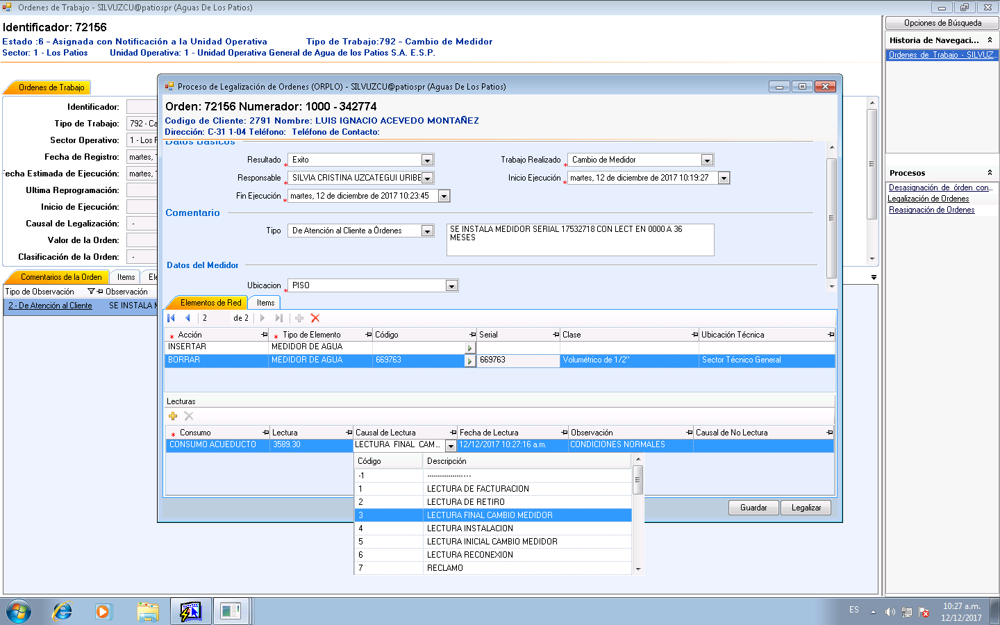 Ordenes de Trabajo - SILVUZCU@patiospr (Aguas De Los Patios)
Identificador: 72156
Estado :6 - Asignada con Notificación a la Unidad Operativa Tipo de Trabajo:792 - Cambio de Medidor
Sector: 1 - Los Patios Unidad Operativa: 1 - Unidad Operativa General de Agua de los Patios S.A. E.S.P.
Ordenes de Trabajo
Identificador:
Tipo de Trabajo: 792 - Ca
Sector Operativo: 1 - Los F
Fecha de Registro: martes,
Fecha Estimada de Ejecución: martes,
Ultima Reprogramación:
Inicio de Ejecución:
Causal de Legalización: -
Valor de la Orden:
Clasificación de la Orden: -
Comentarios de la Orden Items Ele
Tipo de Observación Observación
2 - De Atención al Cliente SE INSTALA M
Proceso de Legalización de Ordenes (ORPLO) - SILVUZCU@patiospr (Aguas De Los Patios)
Orden: 72156 Numerador: 1000 - 342774
Codigo de Cliente: 2791 Nombre: LUIS IGNACIO ACEVEDO MONTAÑEZ
Dirección: C-31 1-04 Teléfono: Teléfono de Contacto:
Datos Básicos
Resultado Exito Trabajo Realizado Cambio de Medidor
Responsable SILVIA CRISTINA UZCATEGUI URIBE Inicio Ejecución martes, 12 de diciembre de 2017 10:19:27
Fin Ejecución martes, 12 de diciembre de 2017 10:23:45
Comentario
Tipo De Atención al Cliente a Órdenes SE INSTALA MEDIDOR SERIAL 17532718 CON LECT EN 0000 A 36
MESES
Datos del Medidor
Ubicacion PISO
Elementos de Red Items
2 de 2
Acción Tipo de Elemento Código Serial Clase Ubicación Técnica
INSERTAR MEDIDOR DE AGUA
BORRAR MEDIDOR DE AGUA 669763 669763 Volumétrico de 1/2" Sector Técnico General
Lecturas
Consumo Lectura Causal de Lectura Fecha de Lectura Observación Causal de No Lectura
CONSUMO ACUEDUCTO 3589.30 LECTURA FINAL CAM... 12/12/2017 10:27:16 a.m. CONDICIONES NORMALES
Código Descripción
-1 --------------------
1 LECTURA DE FACTURACION
2 LECTURA DE RETIRO
3 LECTURA FINAL CAMBIO MEDIDOR
4 LECTURA INSTALACION
5 LECTURA INICIAL CAMBIO MEDIDOR
6 LECTURA RECONEXION
7 RECLAMO
Guardar Legalizar
Opciones de Búsqueda
Historia de Navegaci...
Ordenes de Trabajo - SILVUZ...
Procesos
Desasignación de órden con...
Legalización de Ordenes
Reasignación de Ordenes
ES
10:27 a.m.
12/12/2017